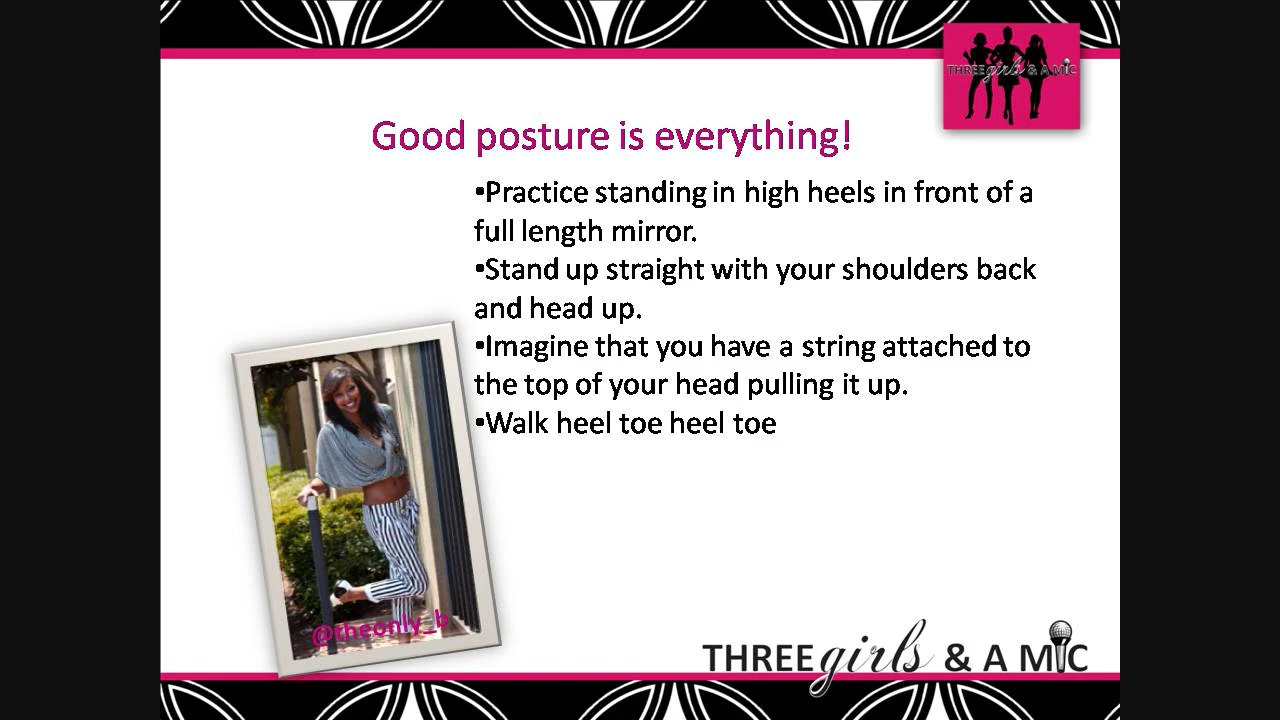 THREE girls & A MIC
Good posture is everything!
•Practice standing in high heels in front of a
full length mirror.
•Stand up straight with your shoulders back
and head up.
•Imagine that you have a string attached to
the top of your head pulling it up.
•Walk heel toe heel toe
@theonly_b
THREE girls & A MIC